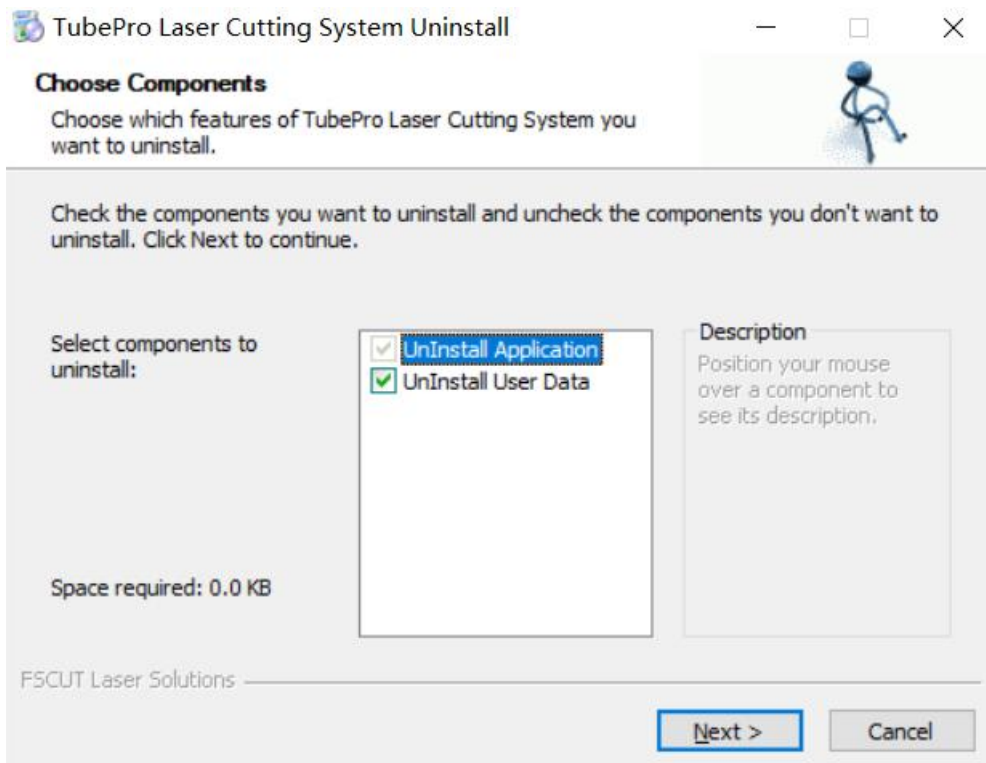 TubePro Laser Cutting System Uninstall
Choose Components
Choose which features of TubePro Laser Cutting System you
want to uninstall.
Check the components you want to uninstall and uncheck the components you don't want to
uninstall. Click Next to continue.
Select components to
uninstall:
UnInstall Application
UnInstall User Data
Description
Position your mouse
over a component to
see its description.
Space required: 0.0 KB
FSCUT Laser Solutions
Next >
Cancel